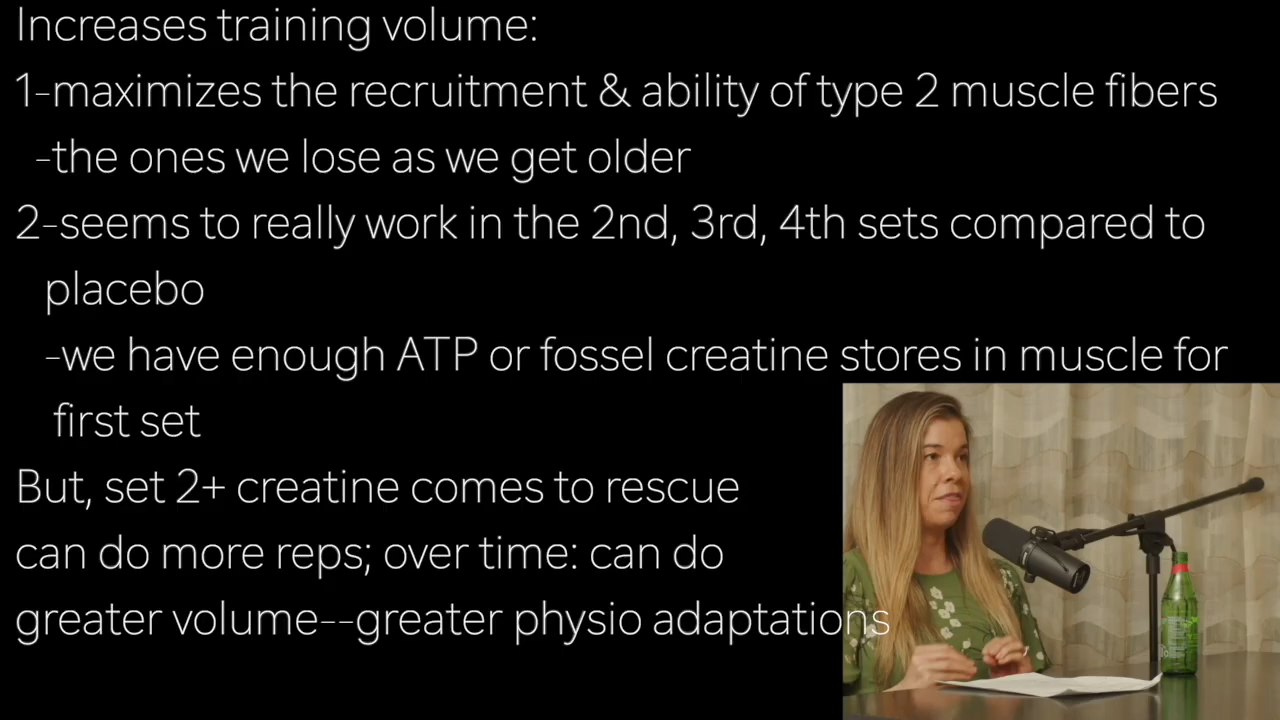 Increases training volume:
1-maximizes the recruitment & ability of type 2 muscle fibers
-the ones we lose as we get older
2-seems to really work in the 2nd, 3rd, 4th sets compared to
placebo
-we have enough ATP or fossel creatine stores in muscle for
first set
But, set 2+ creatine comes to rescue
can do more reps; over time: can do
greater volume--greater physio adaptations